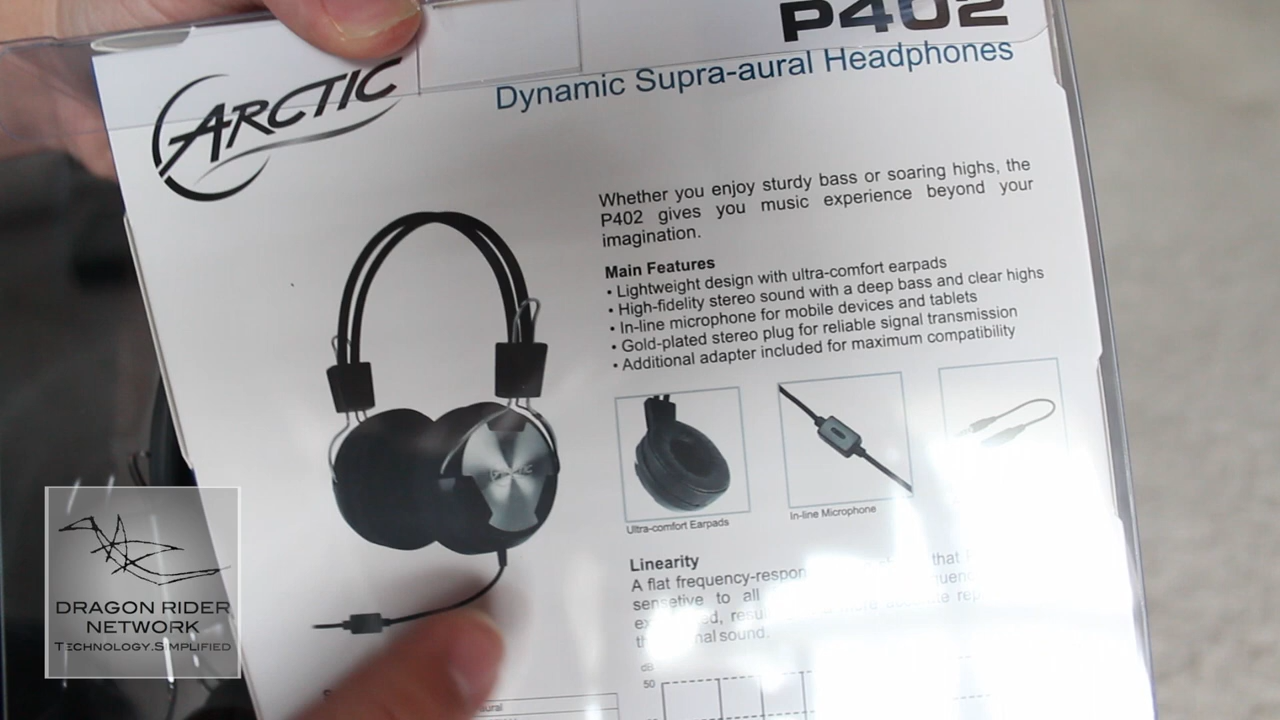 P402
ARCTIC
Dynamic Supra-aural Headphones
Whether you enjoy sturdy bass or soaring highs, the
P402 gives you music experience beyond your
imagination.
Main Features
• Lightweight design with ultra-comfort earpads
• High-fidelity stereo sound with a deep bass and clear highs
• In-line microphone for mobile devices and tablets
• Gold-plated stereo plug for reliable signal transmission
• Additional adapter included for maximum compatibility
ARCTIC
Ultra-comfort Earpads
In-line Microphone
Linearity
A flat that
sensetive to all
sound.
dB
50
DRAGON RIDER
NETWORK
TECHNOLOGY.SIMPLIFIED